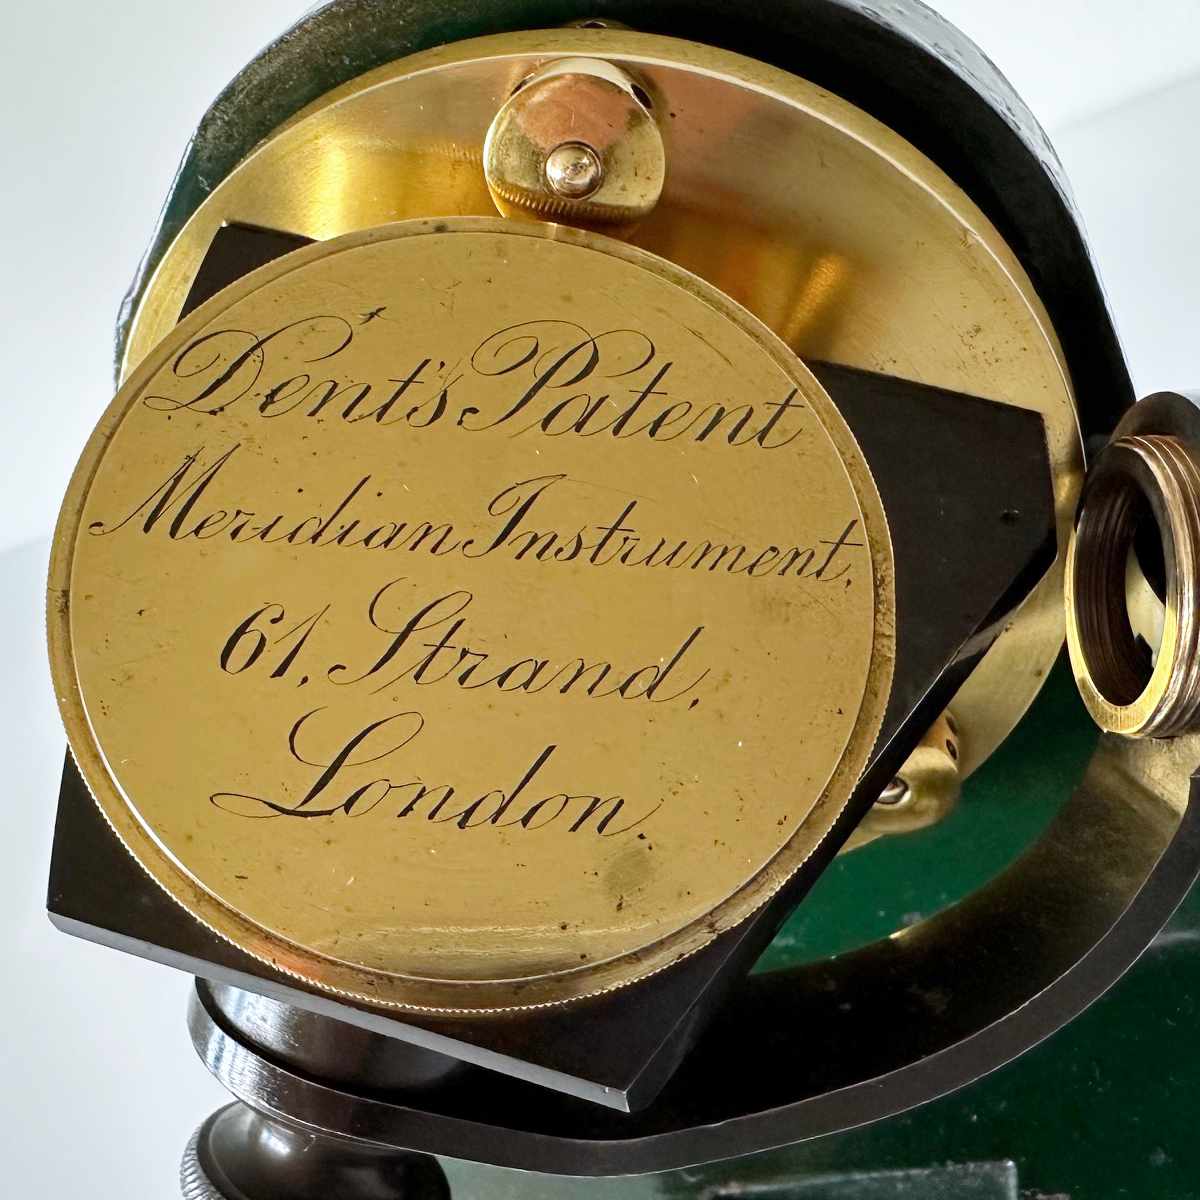 Dent's Patent
Meridian Instrument,
61, Strand,
London.